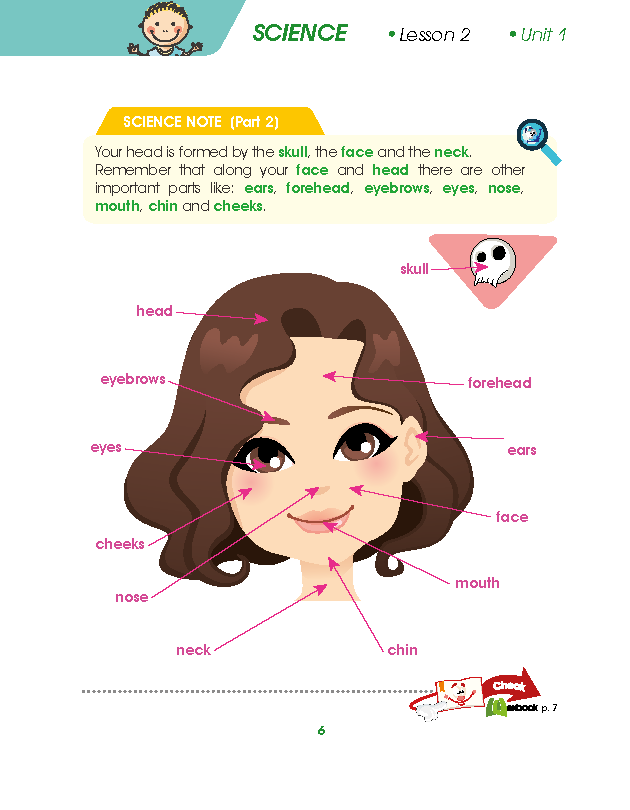 SCIENCE • Lesson 2 • Unit 1
SCIENCE NOTE (Part 2)
Your head is formed by the skull, the face and the neck.
Remember that along your face and head there are other
important parts like: ears, forehead, eyebrows, eyes, nose,
mouth, chin and cheeks.
skull
head
eyebrows
forehead
eyes
ears
face
cheeks
mouth
nose
neck
chin
Check
p. 7
6